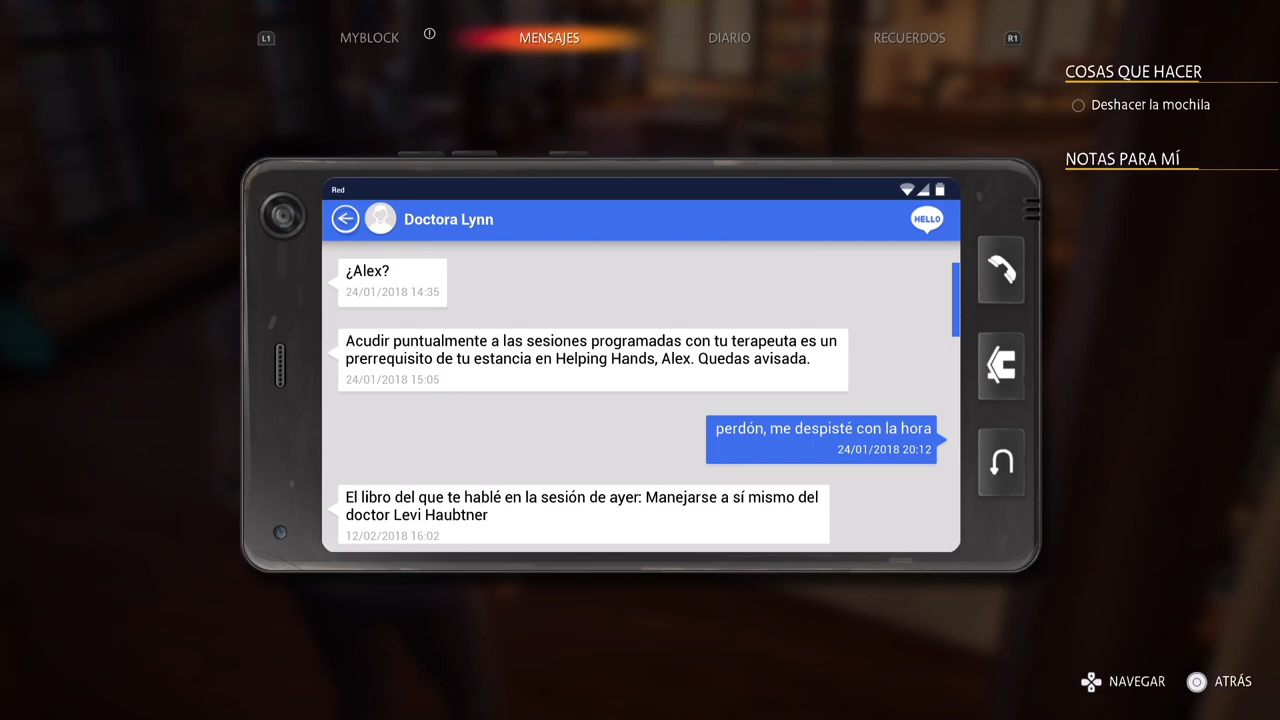 L1
MYBLOCK
MENSAJES
DIARIO
RECUERDOS
R1
COSAS QUE HACER
Deshacer la mochila
NOTAS PARA MÍ
Red
Doctora Lynn
HELLO
¿Alex?
24/01/2018 14:35
Acudir puntualmente a las sesiones programadas con tu terapeuta es un
prerrequisito de tu estancia en Helping Hands, Alex. Quedas avisada.
24/01/2018 15:05
perdón, me despisté con la hora
24/01/2018 20:12
El libro del que te hablé en la sesión de ayer: Manejarse a sí mismo del
doctor Levi Haubtner
12/02/2018 16:02
NAVEGAR
ATRÁS